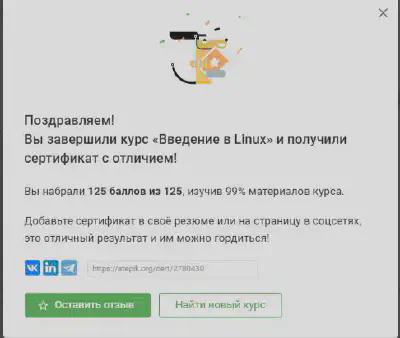 Поздравляем!
Вы завершили курс «Введение в Linux» и получили
сертификат с отличием!
Вы набрали 125 баллов из 125, изучив 99% материалов курса.
Добавьте сертификат в своё резюме или на страницу в соцсетях,
это отличный результат и им можно гордиться!
https://stepik.org/cert/2780430
Оставить отзыв
Найти новый курс